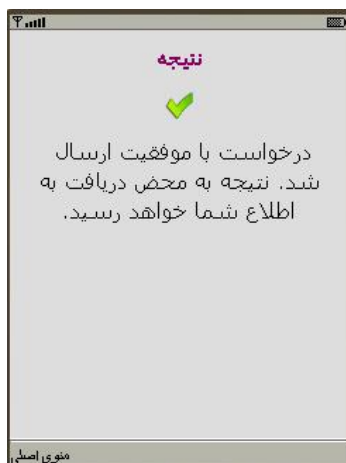 نتیجه
درخواست با موفقیت ارسال
شد. نتیجه به محض دریافت به
اطلاع شما خواهد رسید.
منوی اصلی